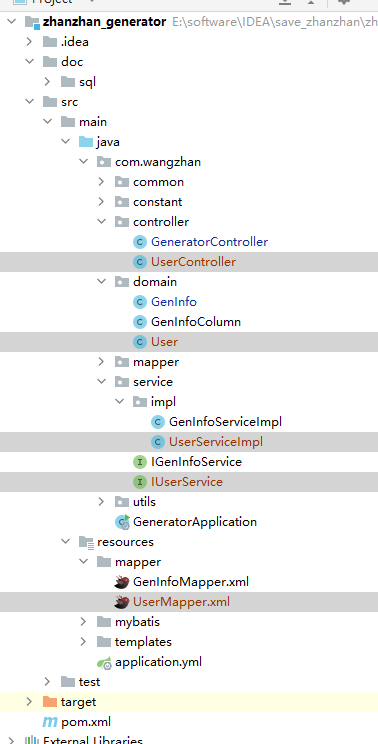 Project
zhanzhan_generator E:\software\IDEA\save_zhanzhan\zh
.idea
doc
sql
src
main
java
com.wangzhan
common
constant
controller
GeneratorController
UserController
domain
GenInfo
GenInfoColumn
User
mapper
service
impl
GenInfoServiceImpl
UserServiceImpl
IGenInfoService
IUserService
utils
GeneratorApplication
resources
mapper
GenInfoMapper.xml
UserMapper.xml
mybatis
templates
application.yml
test
target
pom.xml
External Libraries